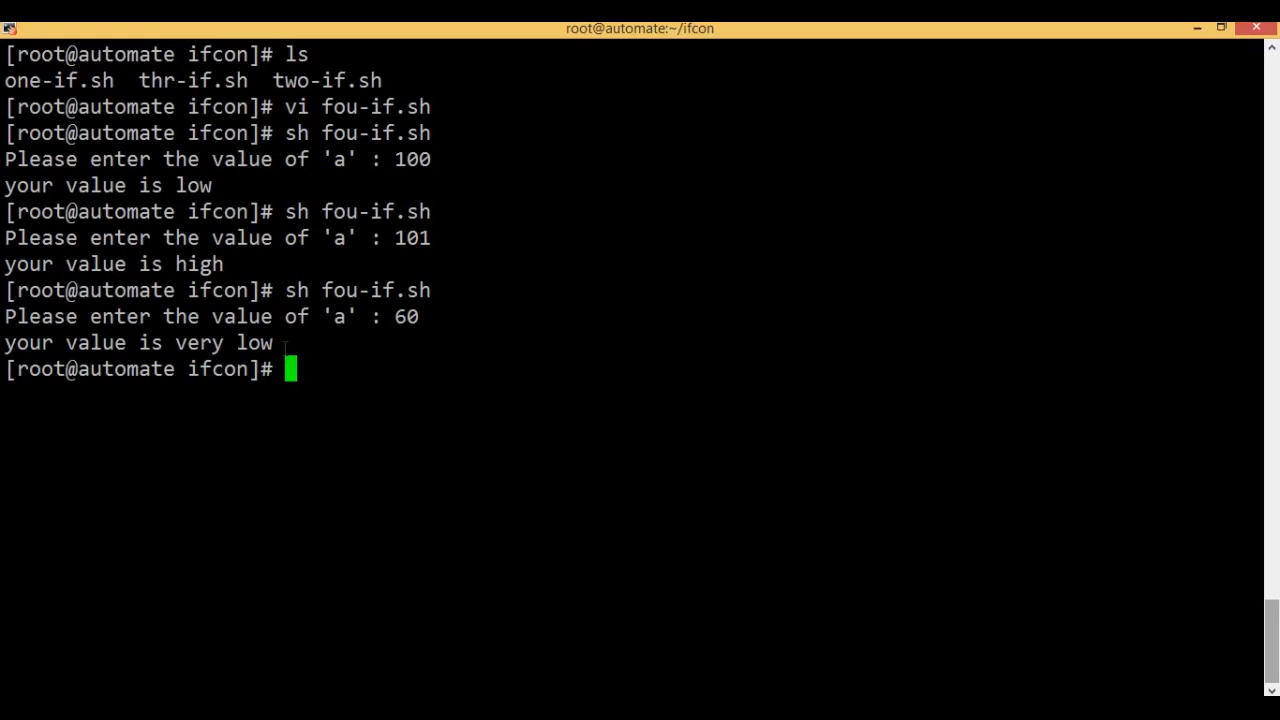 root@automate:~/ifcon
[root@automate ifcon]# ls
one-if.sh  thr-if.sh  two-if.sh
[root@automate ifcon]# vi fou-if.sh
[root@automate ifcon]# sh fou-if.sh
Please enter the value of 'a' : 100
your value is low
[root@automate ifcon]# sh fou-if.sh
Please enter the value of 'a' : 101
your value is high
[root@automate ifcon]# sh fou-if.sh
Please enter the value of 'a' : 60
your value is very low
[root@automate ifcon]#